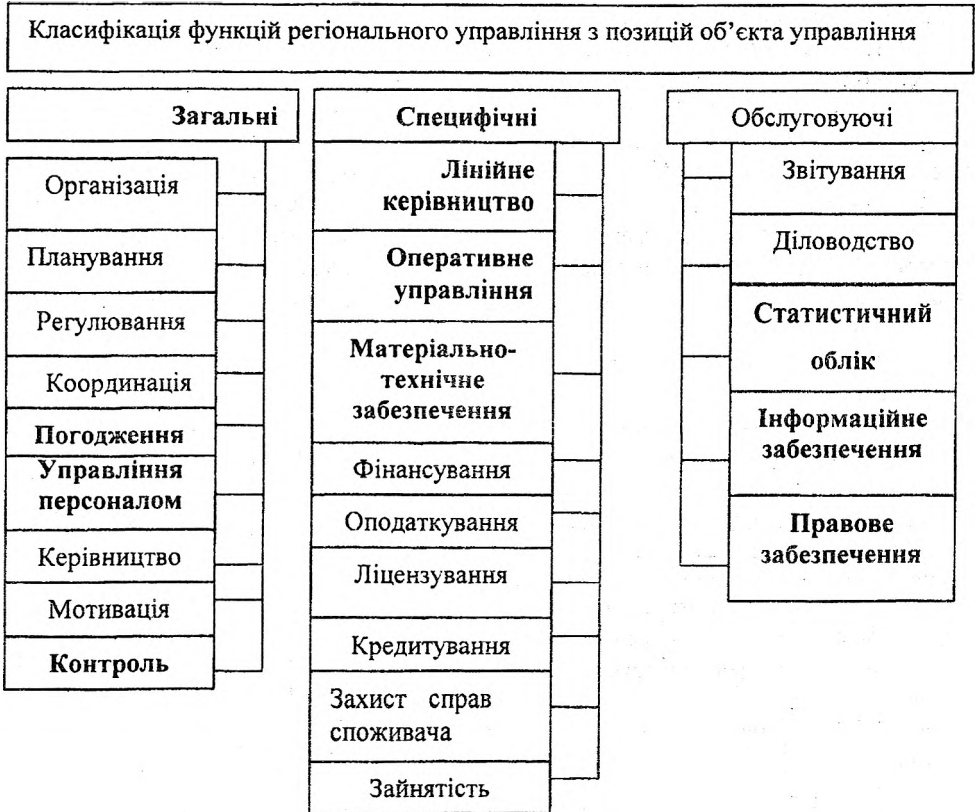 Класифікація функцій регіонального управління з позицій об’єкта управління
Загальні
Організація
Планування
Регулювання
Координація
Погодження
Управління
персоналом
Керівництво
Мотивація
Контроль
Специфічні
Лінійне
керівництво
Оперативне
управління
Матеріально-
технічне
забезпечення
Фінансування
Оподаткування
Ліцензування
Кредитування
Захист справ
споживача
Зайнятість
Обслуговуючі
Звітування
Діловодство
Статистичний
облік
Інформаційне
забезпечення
Правове
забезпечення